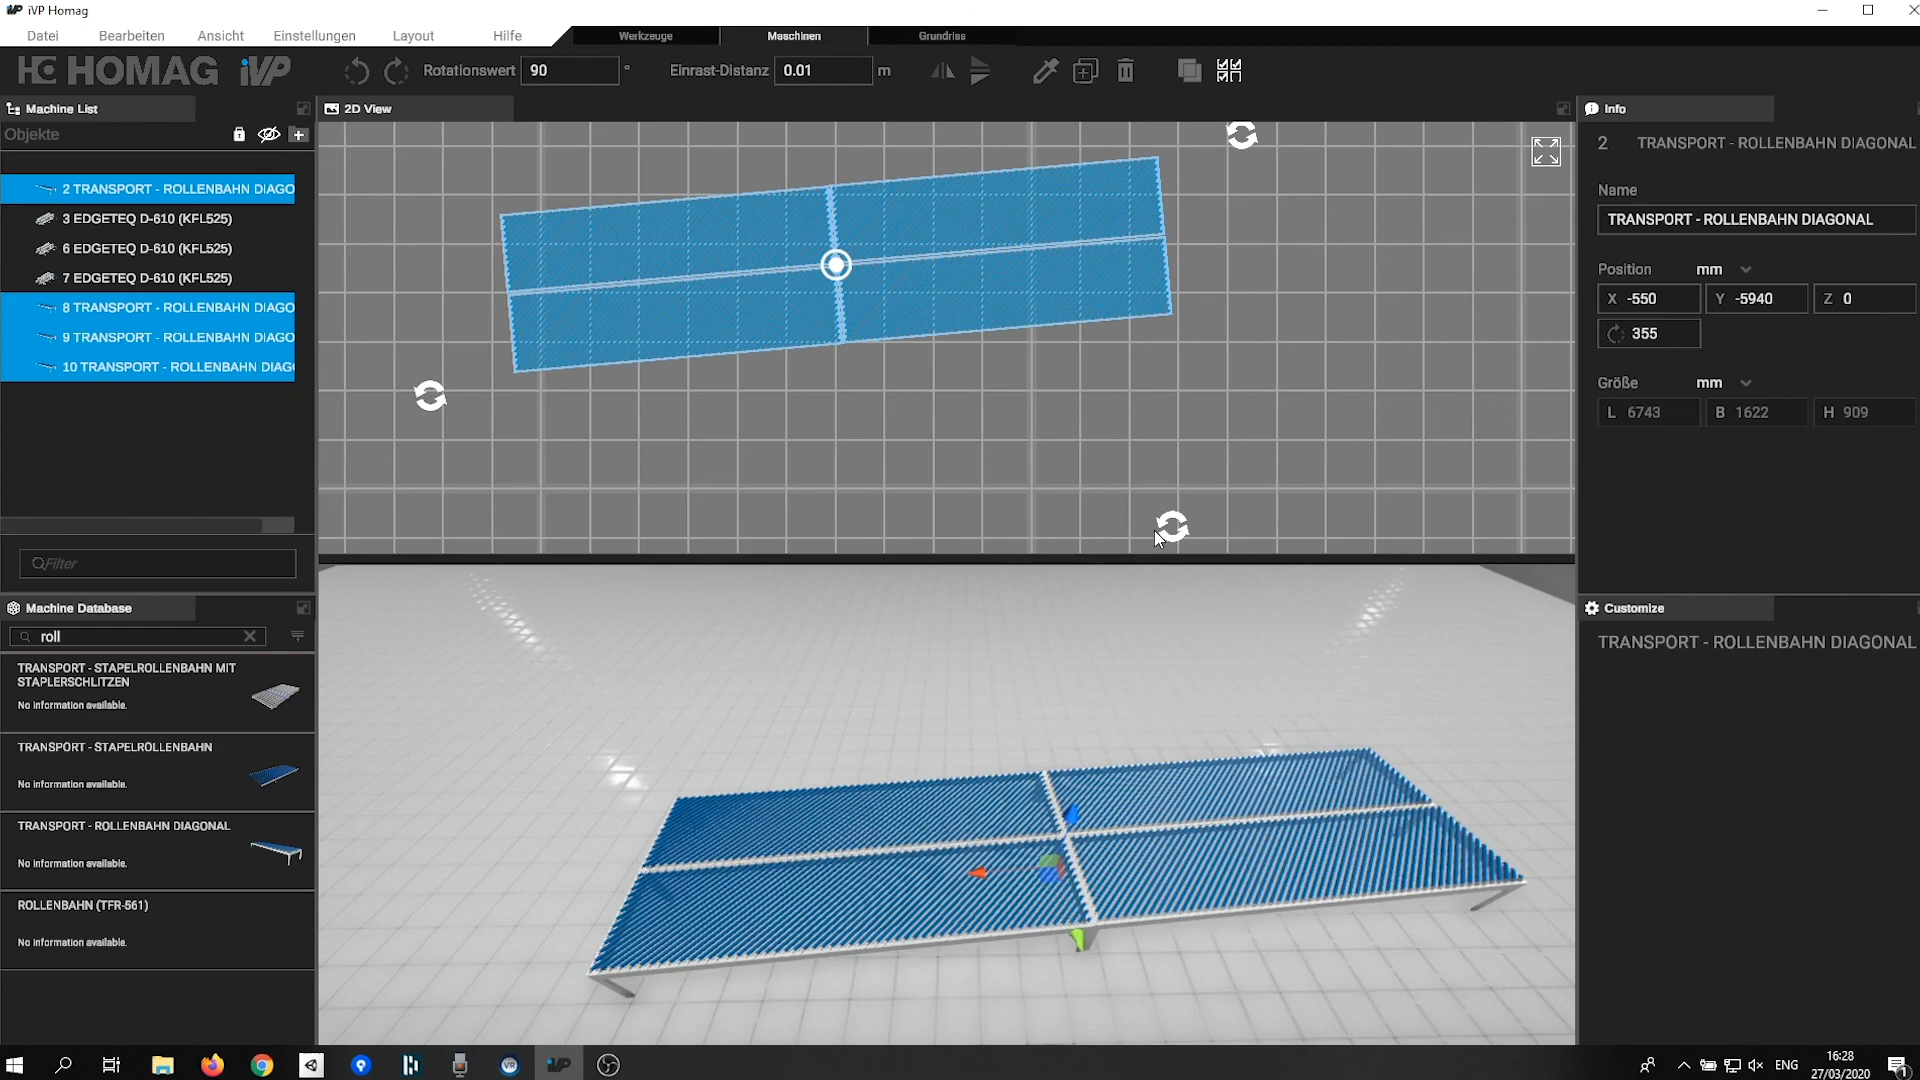 iVP Homag
Datei Bearbeiten Ansicht Einstellungen Layout Hilfe Werkzeuge Maschinen Grundriss
HOMAG iVP Rotationswert 90 ° Einrast-Distanz 0.01 m
Machine List
Objekte
2 TRANSPORT - ROLLENBAHN DIAGO
3 EDGETEQ D-610 (KFL525)
6 EDGETEQ D-610 (KFL525)
7 EDGETEQ D-610 (KFL525)
8 TRANSPORT - ROLLENBAHN DIAGO
9 TRANSPORT - ROLLENBAHN DIAGO
10 TRANSPORT - ROLLENBAHN DIAG
Filter
Machine Database
roll
TRANSPORT - STAPELROLLENBAHN MIT
STAPLERSCHLITZEN
No information available.
TRANSPORT - STAPELROLLENBAHN
No information available.
TRANSPORT - ROLLENBAHN DIAGONAL
No information available.
ROLLENBAHN (TFR-561)
No information available.
2D View
Info
2 TRANSPORT - ROLLENBAHN DIAGONAL
Name
TRANSPORT - ROLLENBAHN DIAGONAL
Position mm
X -550 Y -5940 Z 0
355
Größe mm
L 6743 B 1622 H 909
Customize
TRANSPORT - ROLLENBAHN DIAGONAL
VR iVP ENG 16:28
27/03/2020 1